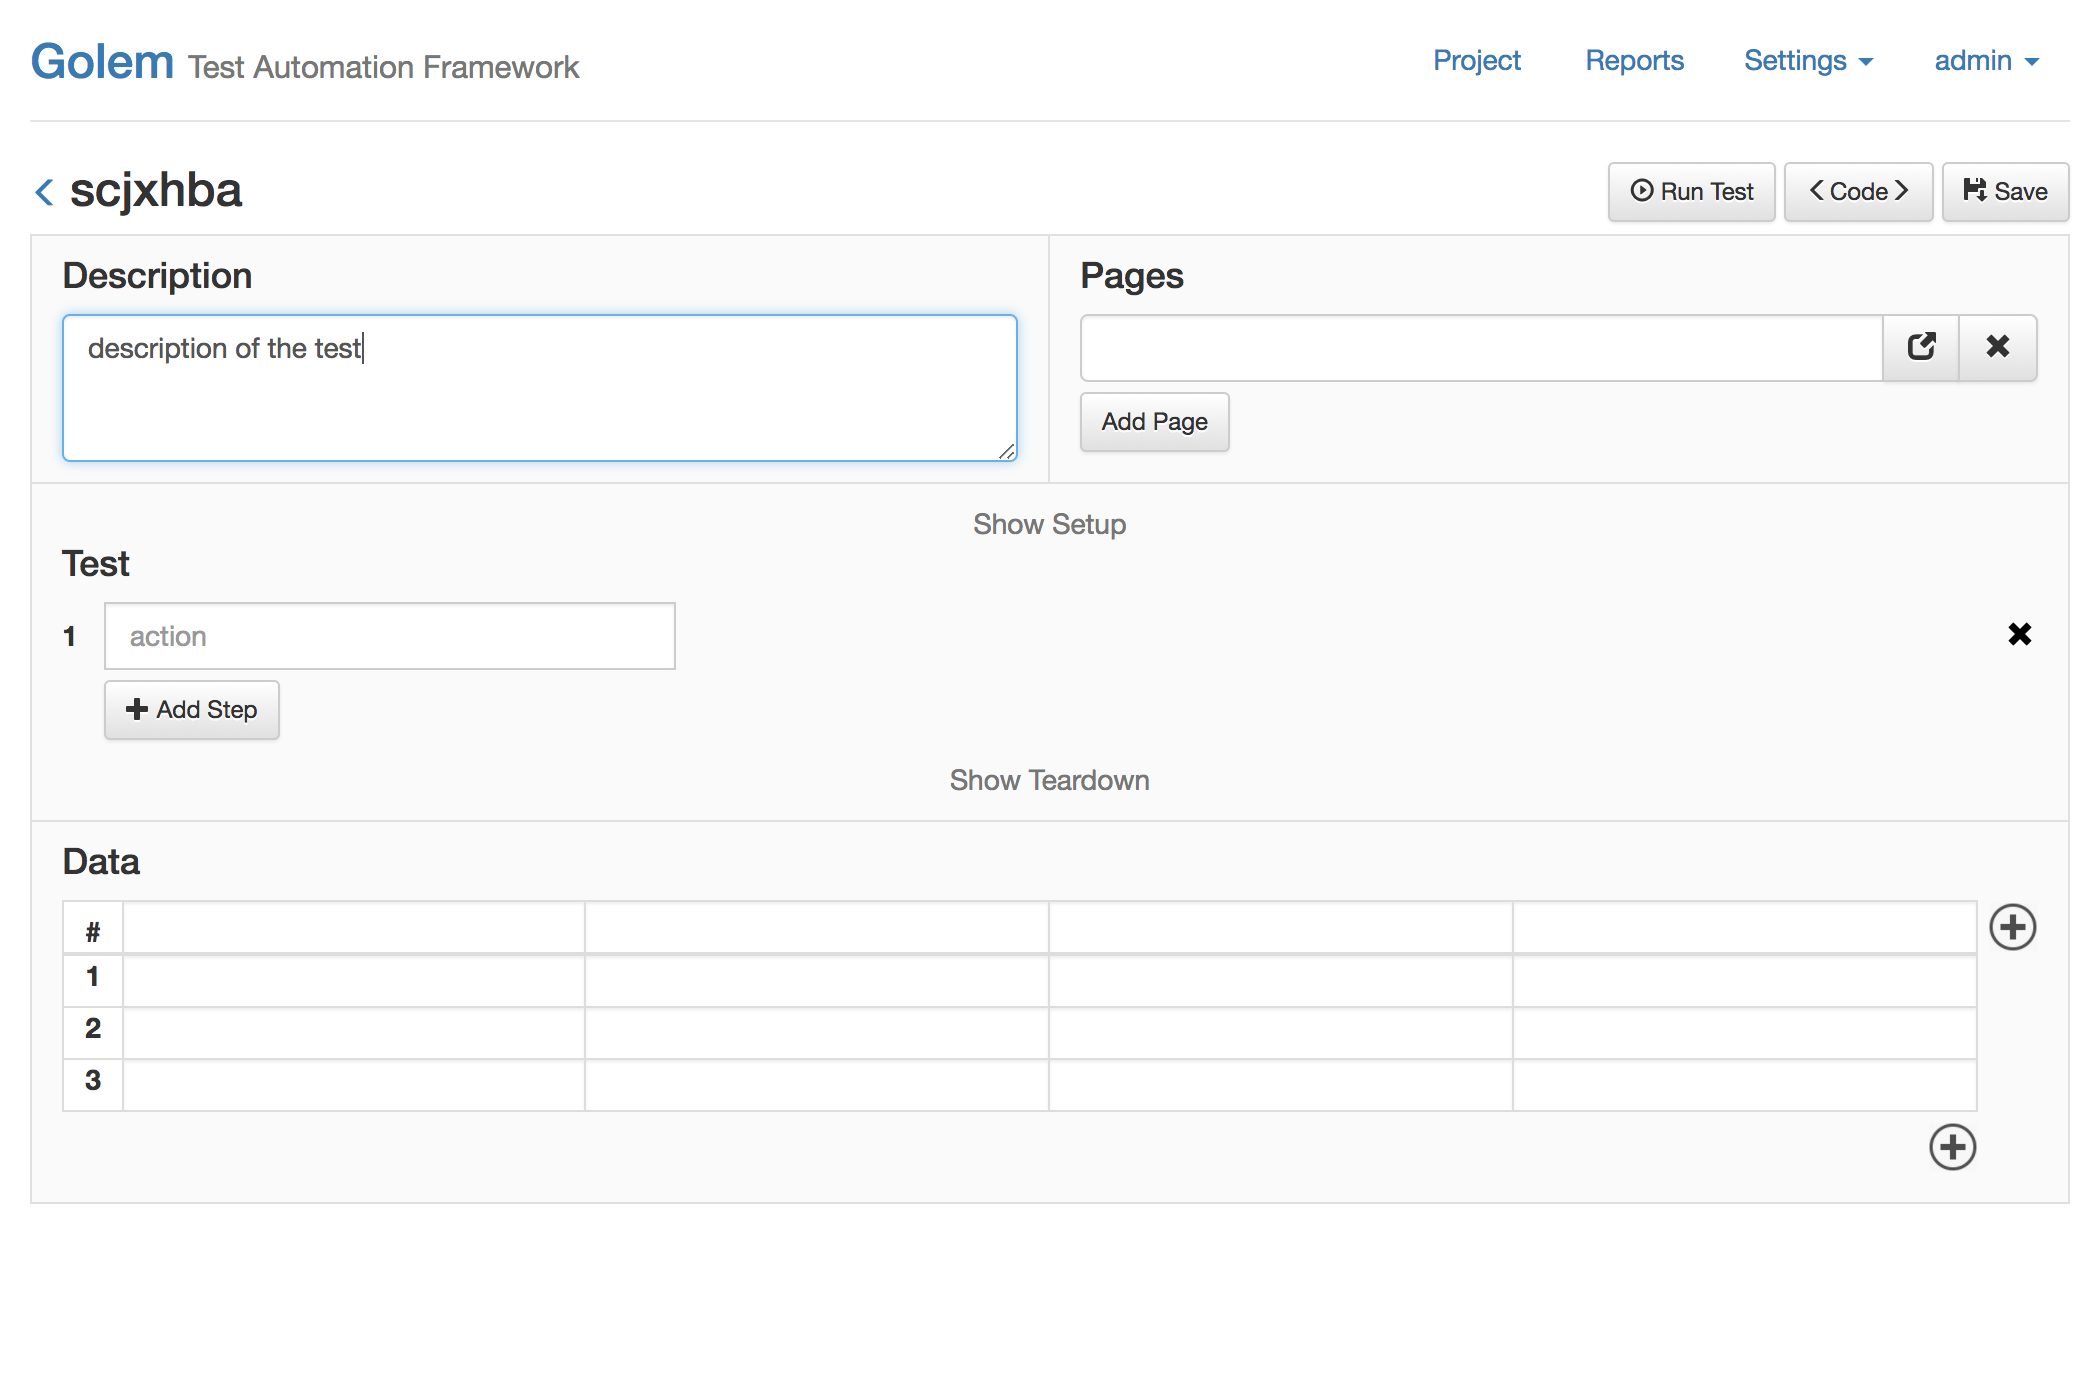 Golem Test Automation Framework
Project Reports Settings admin
scjxhba
Run Test
Code
Save
Description
description of the test
Pages
Add Page
Show Setup
Test
1 action
Add Step
Show Teardown
Data
#
1
2
3